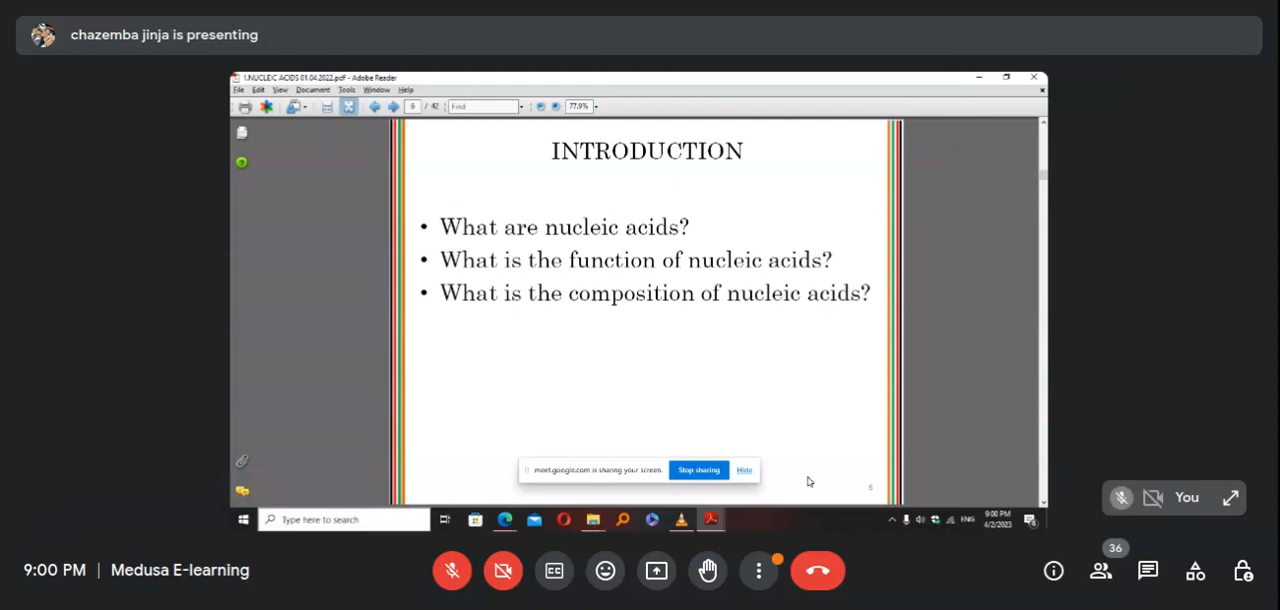 chazemba jinja is presenting
1.NUCLEIC ACIDS 01.04.2022.pdf - Adobe Reader
File Edit View Document Tools Window Help
6 / 42 Find 77.9%
INTRODUCTION
• What are nucleic acids?
• What is the function of nucleic acids?
• What is the composition of nucleic acids?
meet.google.com is sharing your screen. Stop sharing Hide
6
You
Type here to search
ENG
9:00 PM
4/2/2023
36
9:00 PM | Medusa E-learning